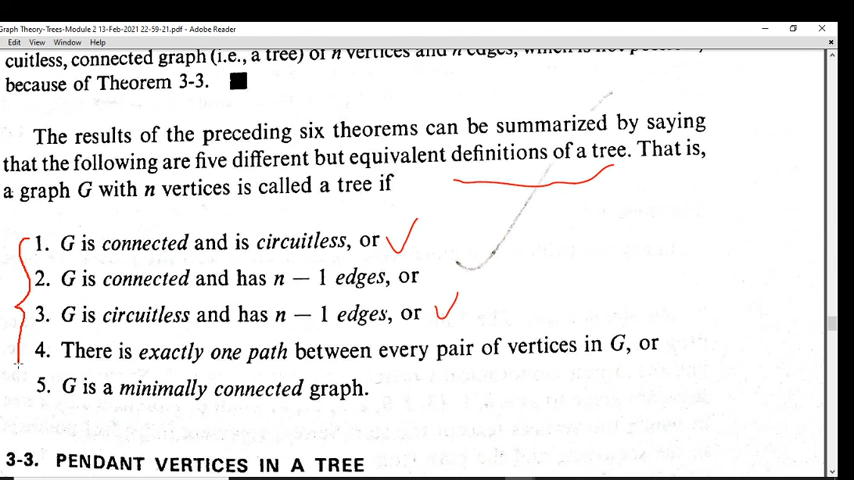 Graph Theory-Trees-Module 2 13-Feb-2021 22-59-21.pdf - Adobe Reader
Edit View Window Help
cuitless, connected graph (i.e., a tree) of n vertices and n edges, which is not
because of Theorem 3-3. ■
The results of the preceding six theorems can be summarized by saying
that the following are five different but equivalent definitions of a tree. That is,
a graph G with n vertices is called a tree if
1. G is connected and is circuitless, or
2. G is connected and has n − 1 edges, or
3. G is circuitless and has n − 1 edges, or
4. There is exactly one path between every pair of vertices in G, or
5. G is a minimally connected graph.
3-3. PENDANT VERTICES IN A TREE